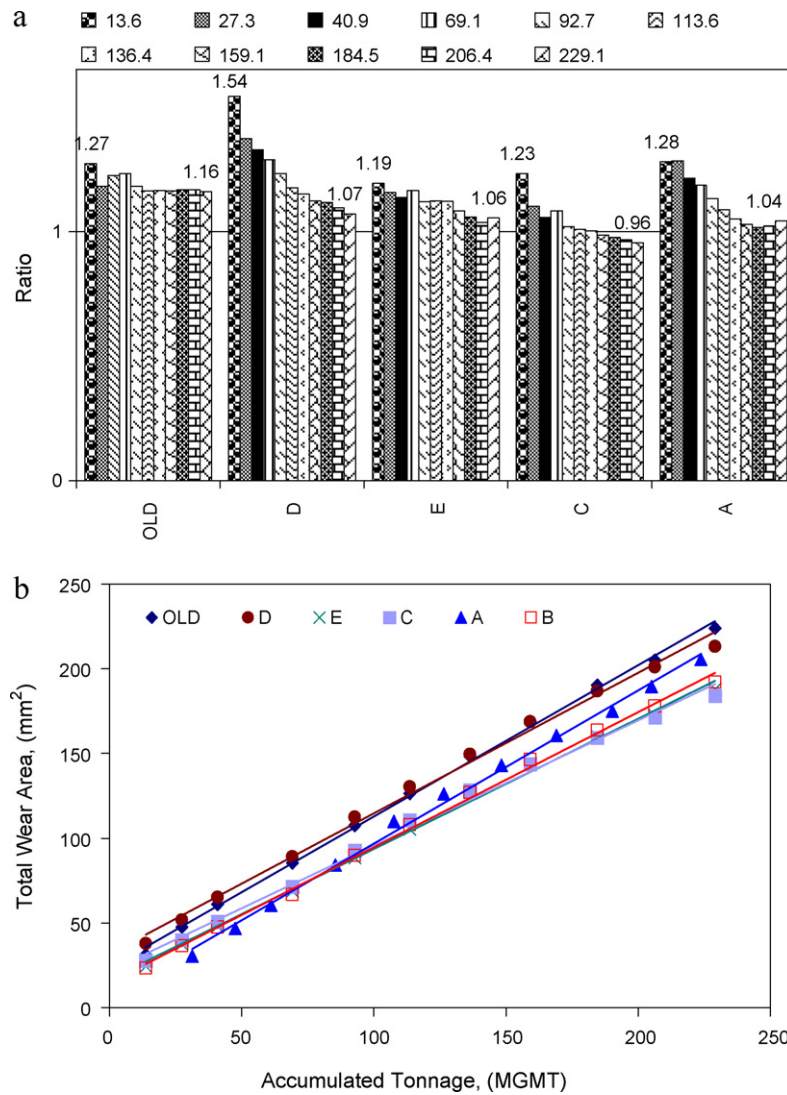 a
13.6 27.3 40.9 69.1 92.7 113.6
136.4 159.1 184.5 206.4 229.1
1.54
1.27 1.28
1.19 1.23
1.16
1.07 1.06 1.04
0.96
1
Ratio
0
OLD D E C A
b
250
OLD D E C A B
200
150
100
50
0
Total Wear Area, (mm²)
0 50 100 150 200 250
Accumulated Tonnage, (MGMT)